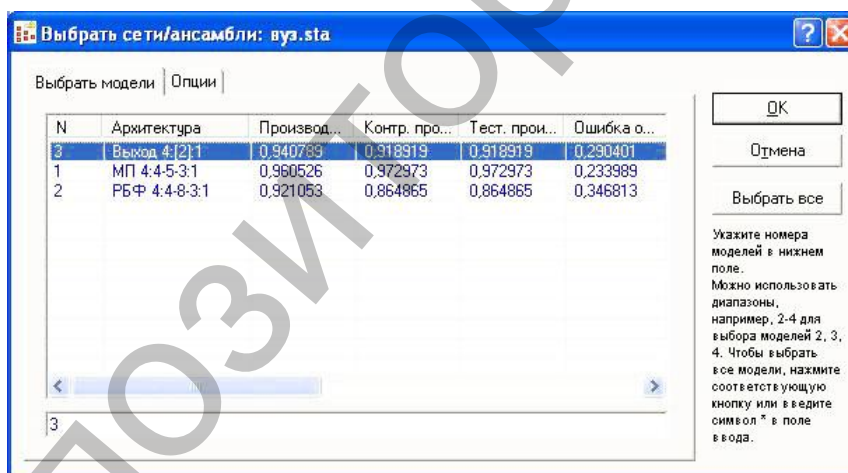 Выбрать сети/ансамбли: вуз.sta
Выбрать модели Опции
N Архитектура Производ... Контр. про... Тест. прои... Ошибка о...
3 Выход 4:[2]:1 0,940789 0,918919 0,918919 0,290401
1 МП 4:4-5-3:1 0,960526 0,972973 0,972973 0,233989
2 РБФ 4:4-8-3:1 0,921053 0,864865 0,864865 0,346813
3
OK
Отмена
Выбрать все
Укажите номера
моделей в нижнем
поле.
Можно использовать
диапазоны,
например, 2-4 для
выбора моделей 2, 3,
4. Чтобы выбрать
все модели, нажмите
соответствующую
кнопку или введите
символ * в поле
ввода.
ПОЗИТОР